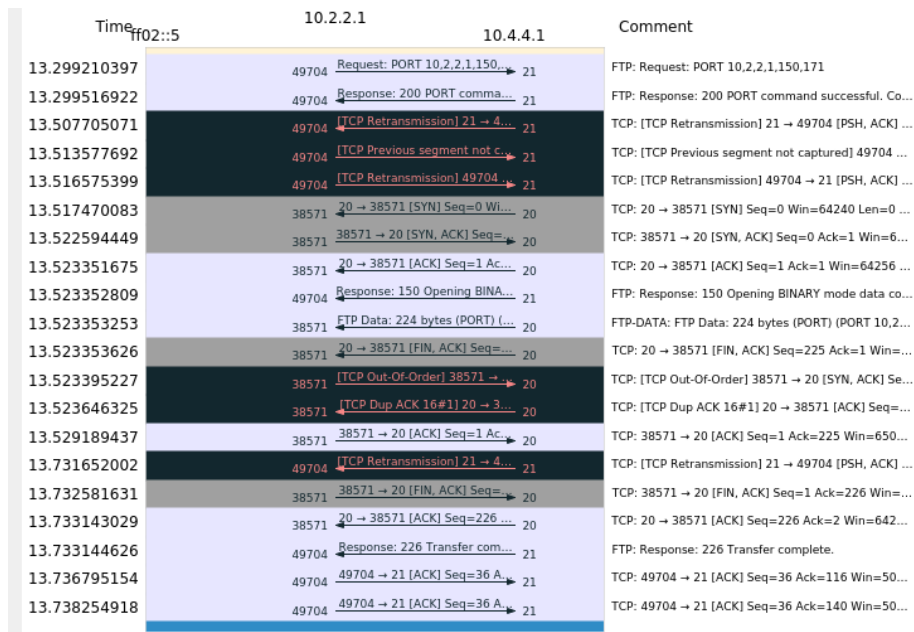 10.2.2.1
Time ff02::5 10.4.4.1 Comment
13.299210397 49704 Request: PORT 10,2,2,1,150,... 21 FTP: Request: PORT 10,2,2,1,150,171
13.299516922 49704 Response: 200 PORT comma... 21 FTP: Response: 200 PORT command successful. Co...
13.507705071 49704 [TCP Retransmission] 21 → 4... 21 TCP: [TCP Retransmission] 21 → 49704 [PSH, ACK] ...
13.513577692 49704 [TCP Previous segment not c... 21 TCP: [TCP Previous segment not captured] 49704 ...
13.516575399 49704 [TCP Retransmission] 49704 ... 21 TCP: [TCP Retransmission] 49704 → 21 [PSH, ACK] ...
13.517470083 38571 20 → 38571 [SYN] Seq=0 Wi... 20 TCP: 20 → 38571 [SYN] Seq=0 Win=64240 Len=0 ...
13.522594449 38571 38571 → 20 [SYN, ACK] Seq=... 20 TCP: 38571 → 20 [SYN, ACK] Seq=0 Ack=1 Win=6...
13.523351675 38571 20 → 38571 [ACK] Seq=1 Ac... 20 TCP: 20 → 38571 [ACK] Seq=1 Ack=1 Win=64256 ...
13.523352809 49704 Response: 150 Opening BINA... 21 FTP: Response: 150 Opening BINARY mode data co...
13.523353253 38571 FTP Data: 224 bytes (PORT) (... 20 FTP-DATA: FTP Data: 224 bytes (PORT) (PORT 10,2...
13.523353626 38571 20 → 38571 [FIN, ACK] Seq=... 20 TCP: 20 → 38571 [FIN, ACK] Seq=225 Ack=1 Win=...
13.523395227 38571 [TCP Out-Of-Order] 38571 → ... 20 TCP: [TCP Out-Of-Order] 38571 → 20 [SYN, ACK] Se...
13.523646325 38571 [TCP Dup ACK 16#1] 20 → 3... 20 TCP: [TCP Dup ACK 16#1] 20 → 38571 [ACK] Seq=...
13.529189437 38571 38571 → 20 [ACK] Seq=1 Ac... 20 TCP: 38571 → 20 [ACK] Seq=1 Ack=225 Win=650...
13.731652002 49704 [TCP Retransmission] 21 → 4... 21 TCP: [TCP Retransmission] 21 → 49704 [PSH, ACK] ...
13.732581631 38571 38571 → 20 [FIN, ACK] Seq=... 20 TCP: 38571 → 20 [FIN, ACK] Seq=1 Ack=226 Win=...
13.733143029 38571 20 → 38571 [ACK] Seq=226 ... 20 TCP: 20 → 38571 [ACK] Seq=226 Ack=2 Win=642...
13.733144626 49704 Response: 226 Transfer com... 21 FTP: Response: 226 Transfer complete.
13.736795154 49704 49704 → 21 [ACK] Seq=36 A... 21 TCP: 49704 → 21 [ACK] Seq=36 Ack=116 Win=50...
13.738254918 49704 49704 → 21 [ACK] Seq=36 A... 21 TCP: 49704 → 21 [ACK] Seq=36 Ack=140 Win=50...